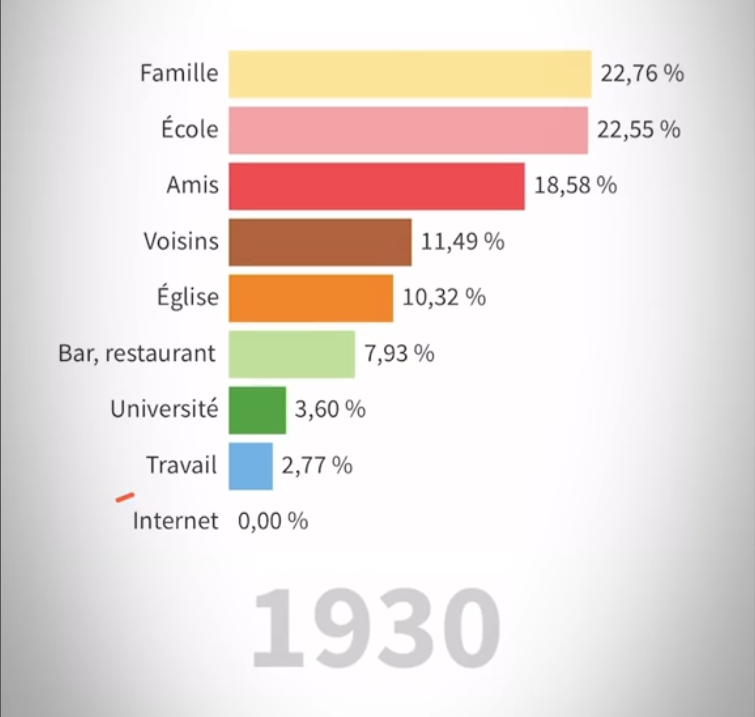 Famille 22,76 %
École 22,55 %
Amis 18,58 %
Voisins 11,49 %
Église 10,32 %
Bar, restaurant 7,93 %
Université 3,60 %
Travail 2,77 %
Internet 0,00 %
1930